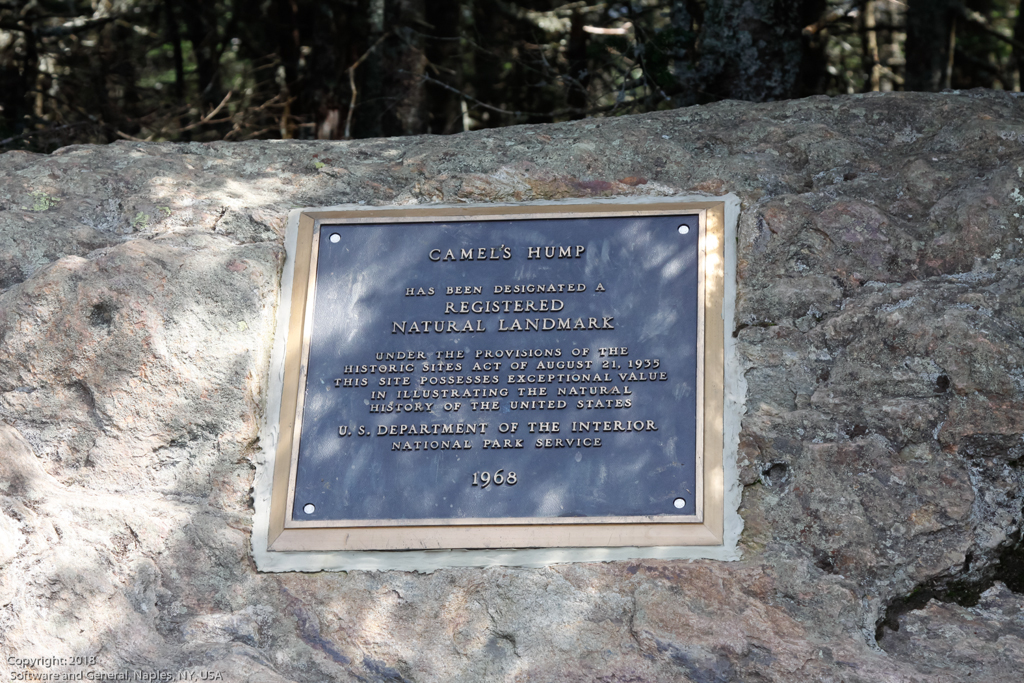 CAMEL'S HUMP
HAS BEEN DESIGNATED A
REGISTERED
NATURAL LANDMARK
UNDER THE PROVISIONS OF THE
HISTORIC SITES ACT OF AUGUST 21, 1935
THIS SITE POSSESSES EXCEPTIONAL VALUE
IN ILLUSTRATING THE NATURAL
HISTORY OF THE UNITED STATES
U. S. DEPARTMENT OF THE INTERIOR
NATIONAL PARK SERVICE
1968
Copyright: 2018
Software and General, Naples, NY, USA